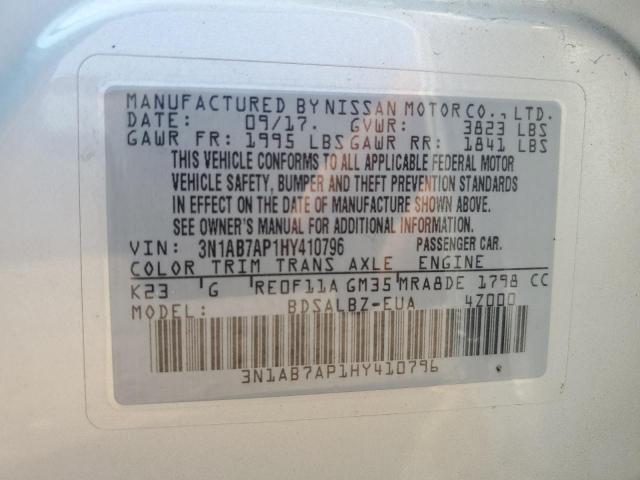 MANUFACTURED BY NISSAN MOTOR CO., LTD.
DATE: 09/17. GVWR: 3823 LBS
GAWR FR: 1995 LBS GAWR RR: 1841 LBS
THIS VEHICLE CONFORMS TO ALL APPLICABLE FEDERAL MOTOR
VEHICLE SAFETY, BUMPER AND THEFT PREVENTION STANDARDS
IN EFFECT ON THE DATE OF MANUFACTURE SHOWN ABOVE.
SEE OWNER'S MANUAL FOR ADDITIONAL INFORMATION.
VIN: 3N1AB7AP1HY410796 PASSENGER CAR.
COLOR TRIM TRANS AXLE ENGINE
K23 G RE0F11A GM35 MRA8DE 1798 CC
MODEL: BDSALBZ-EUA 4Z000
3N1AB7AP1HY410796